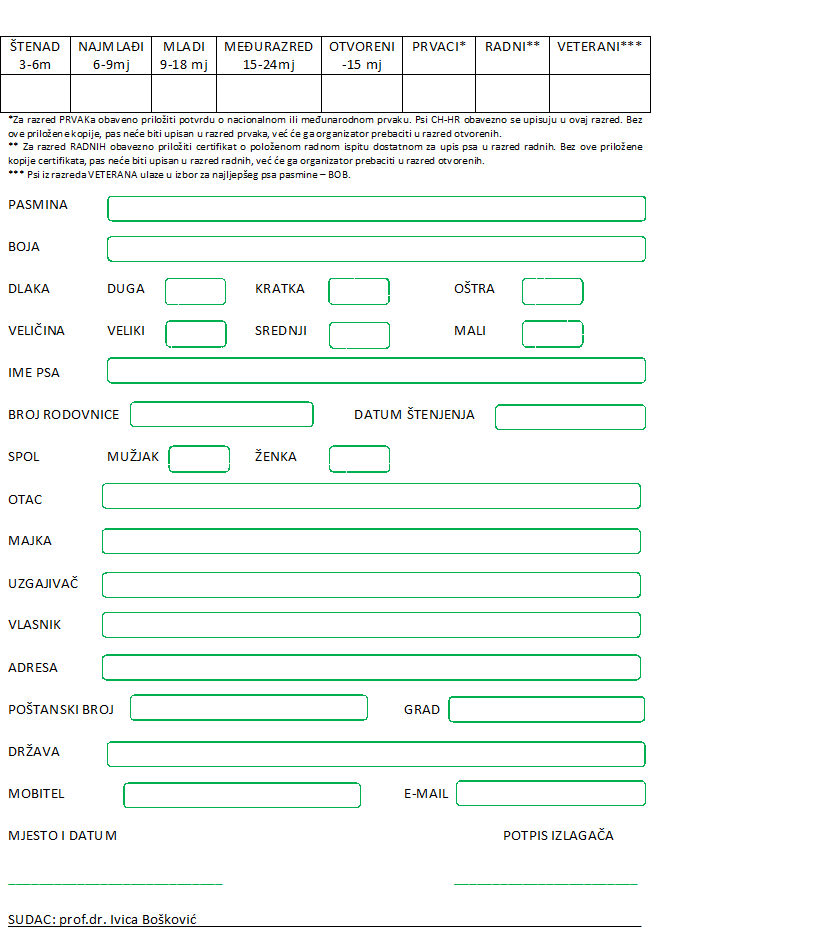 ŠTENAD NAJMLAĐI MLADI MEĐURAZRED OTVORENI PRVACI* RADNI** VETERANI***
3-6m 6-9mj 9-18 mj 15-24mj -15 mj
*Za razred PRVAKa obaveno priložiti potvrdu o nacionalnom ili međunarodnom prvaku. Psi CH-HR obavezno se upisuju u ovaj razred. Bez
ove priložene kopije, pas neće biti upisan u razred prvaka, već će ga organizator prebaciti u razred otvorenih.
** Za razred RADNIH obavezno priložiti certifikat o položenom radnom ispitu dostatnom za upis psa u razred radnih. Bez ove priložene
kopije certifikata, pas neće biti upisan u razred radnih, već će ga organizator prebaciti u razred otvorenih.
*** Psi iz razreda VETERANA ulaze u izbor za najljepšeg psa pasmine – BOB.
PASMINA
BOJA
DLAKA DUGA KRATKA OŠTRA
VELIČINA VELIKI SREDNJI MALI
IME PSA
BROJ RODOVNICE DATUM ŠTENJENJA
SPOL MUŽJAK ŽENKA
OTAC
MAJKA
UZGAJIVAČ
VLASNIK
ADRESA
POŠTANSKI BROJ GRAD
DRŽAVA
MOBITEL E-MAIL
MJESTO I DATUM POTPIS IZLAGAČA
SUDAC: prof.dr. Ivica Bošković